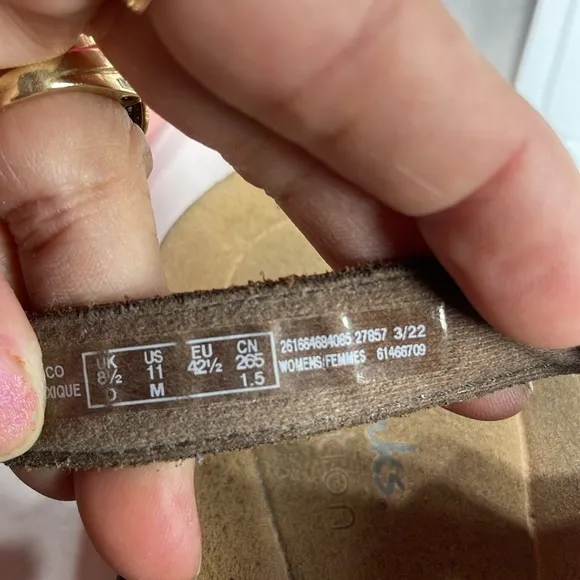 CO
XIQUE
UK US EU CN
8½ 11 42½ 265
D M 1.5
261664684085 27857 3/22
WOMENS/FEMMES 61466709